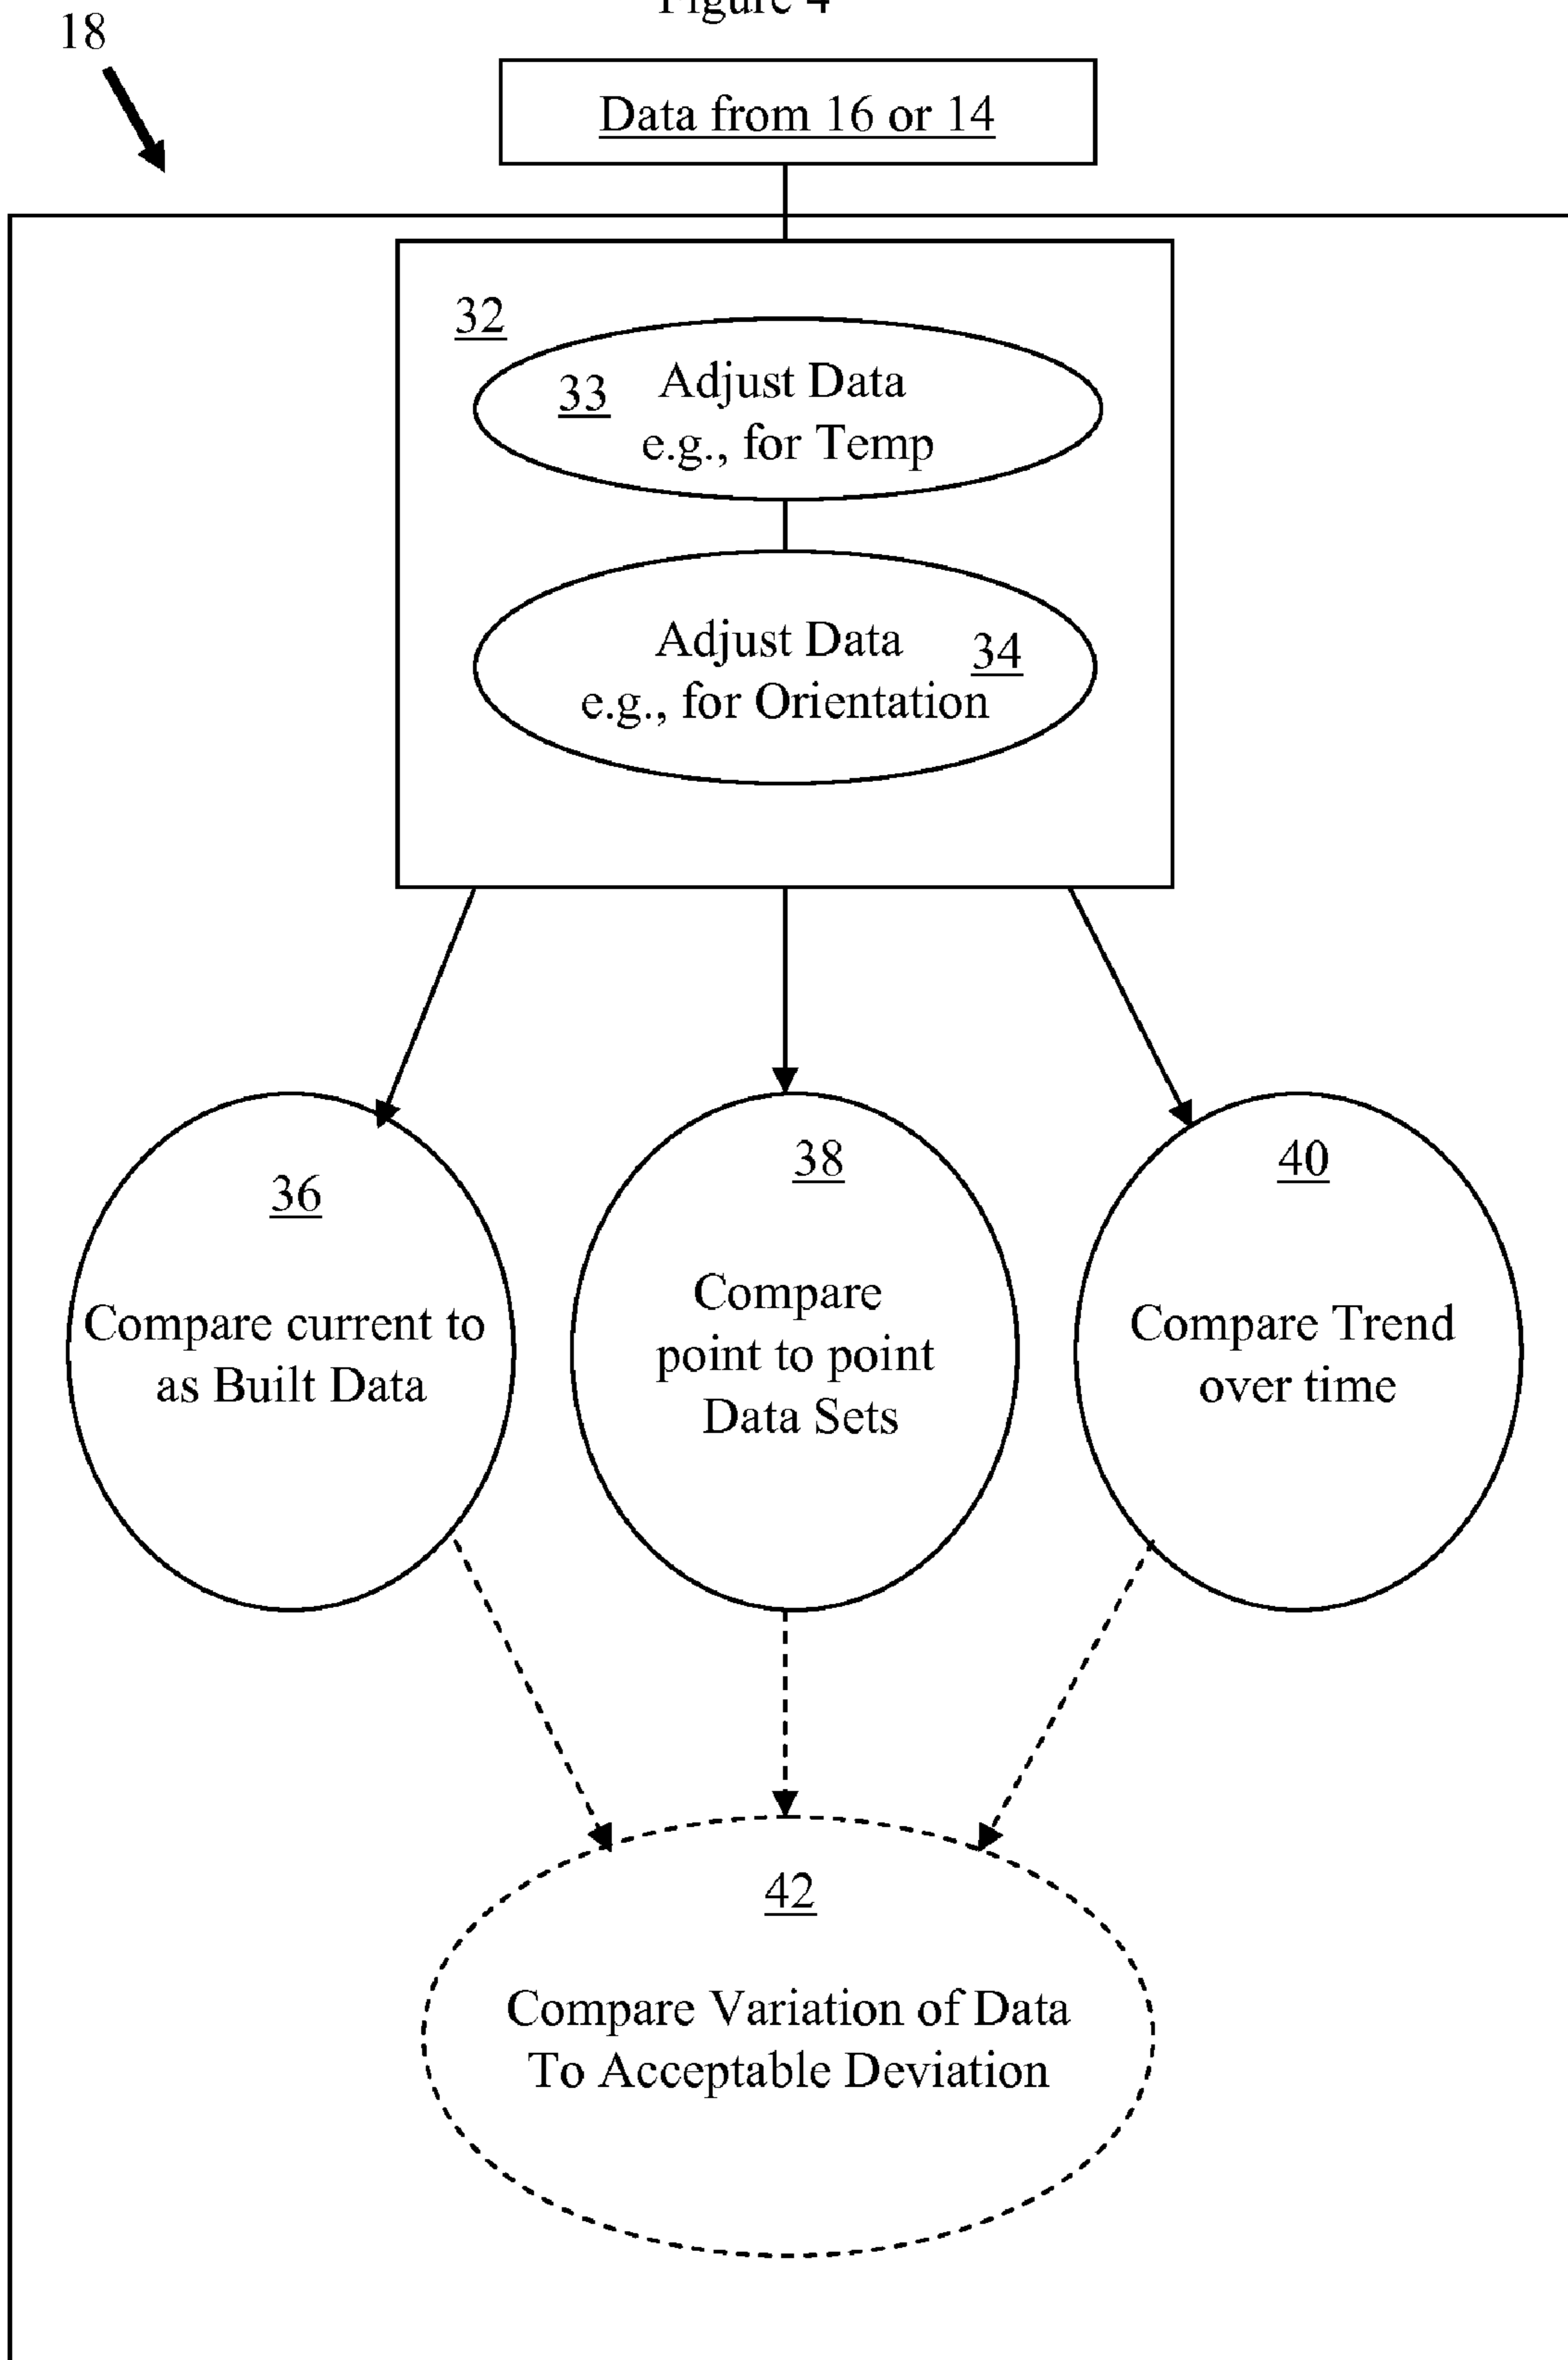 Figure 4
18
Data from 16 or 14
32
33 Adjust Data
e.g., for Temp
Adjust Data 34
e.g., for Orientation
36
Compare current to
as Built Data
38
Compare
point to point
Data Sets
40
Compare Trend
over time
42
Compare Variation of Data
To Acceptable Deviation